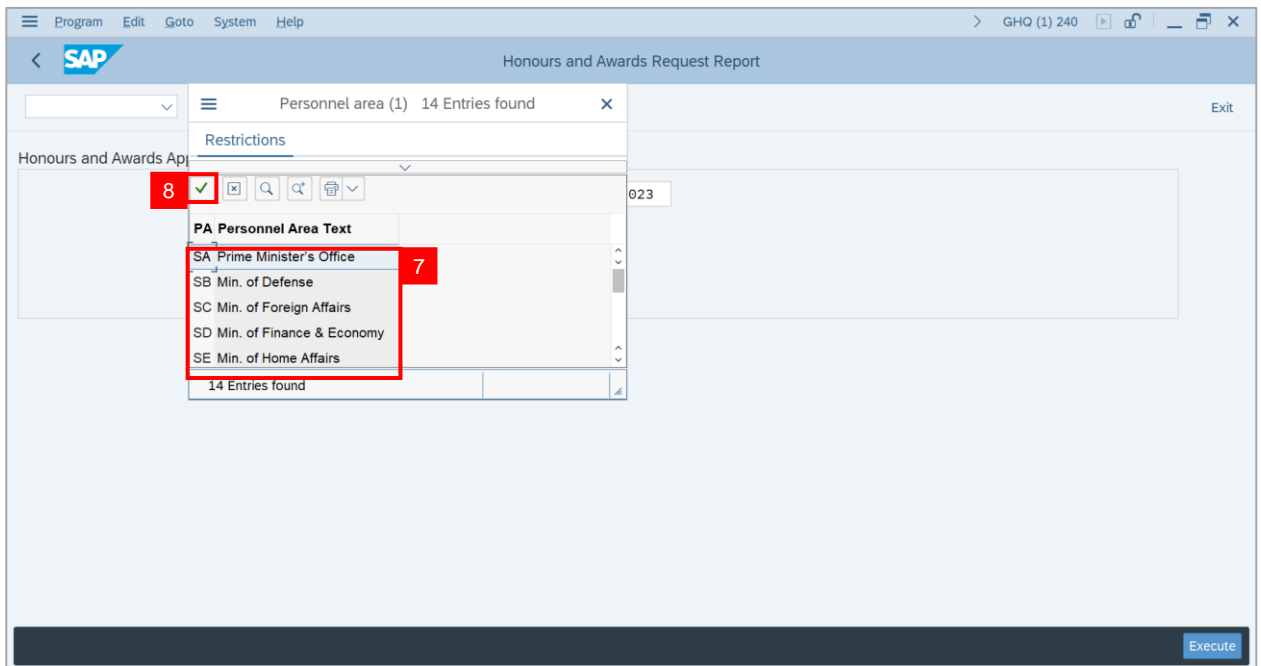 Program Edit Goto System Help
GHQ (1) 240
SAP
Honours and Awards Request Report
Personnel area (1) 14 Entries found
Exit
Restrictions
Honours and Awards Ap
8
023
PA Personnel Area Text
SA Prime Minister's Office
7
SB Min. of Defense
SC Min. of Foreign Affairs
SD Min. of Finance & Economy
SE Min. of Home Affairs
14 Entries found
Execute